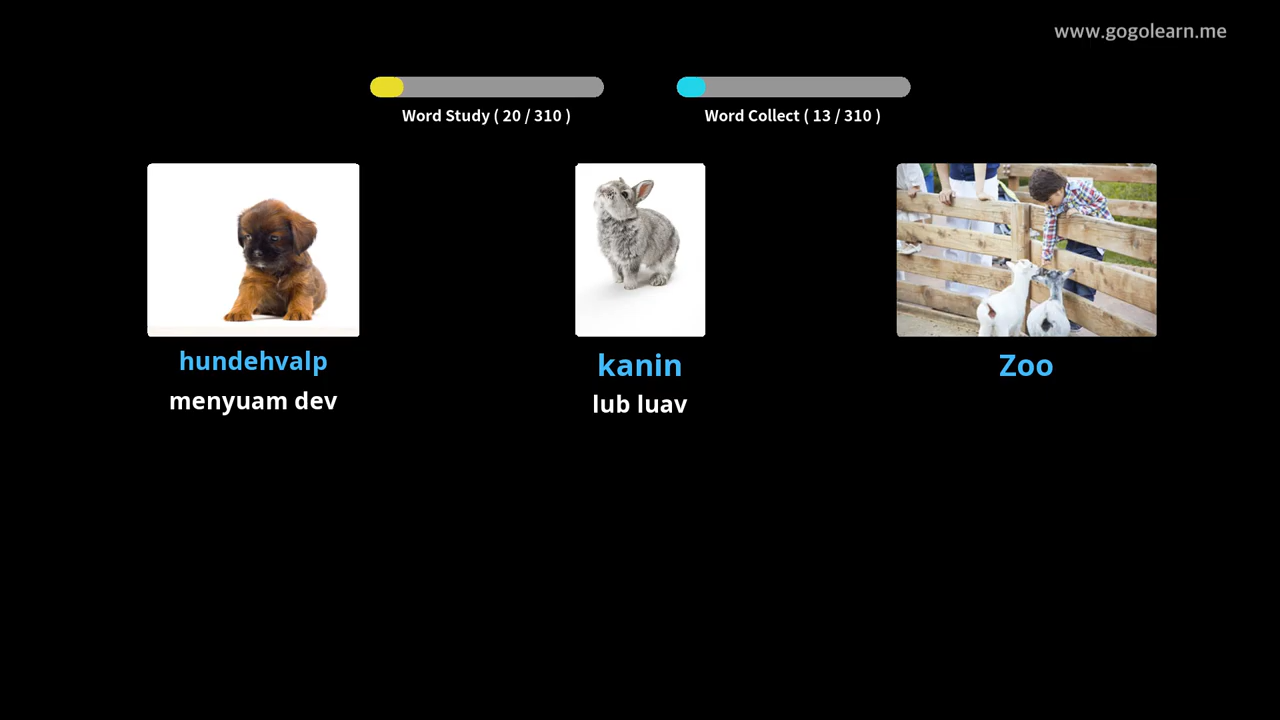 www.gogolearn.me
Word Study ( 20 / 310 )
Word Collect ( 13 / 310 )
hundehvalp
kanin
Zoo
menyuam dev
lub luav